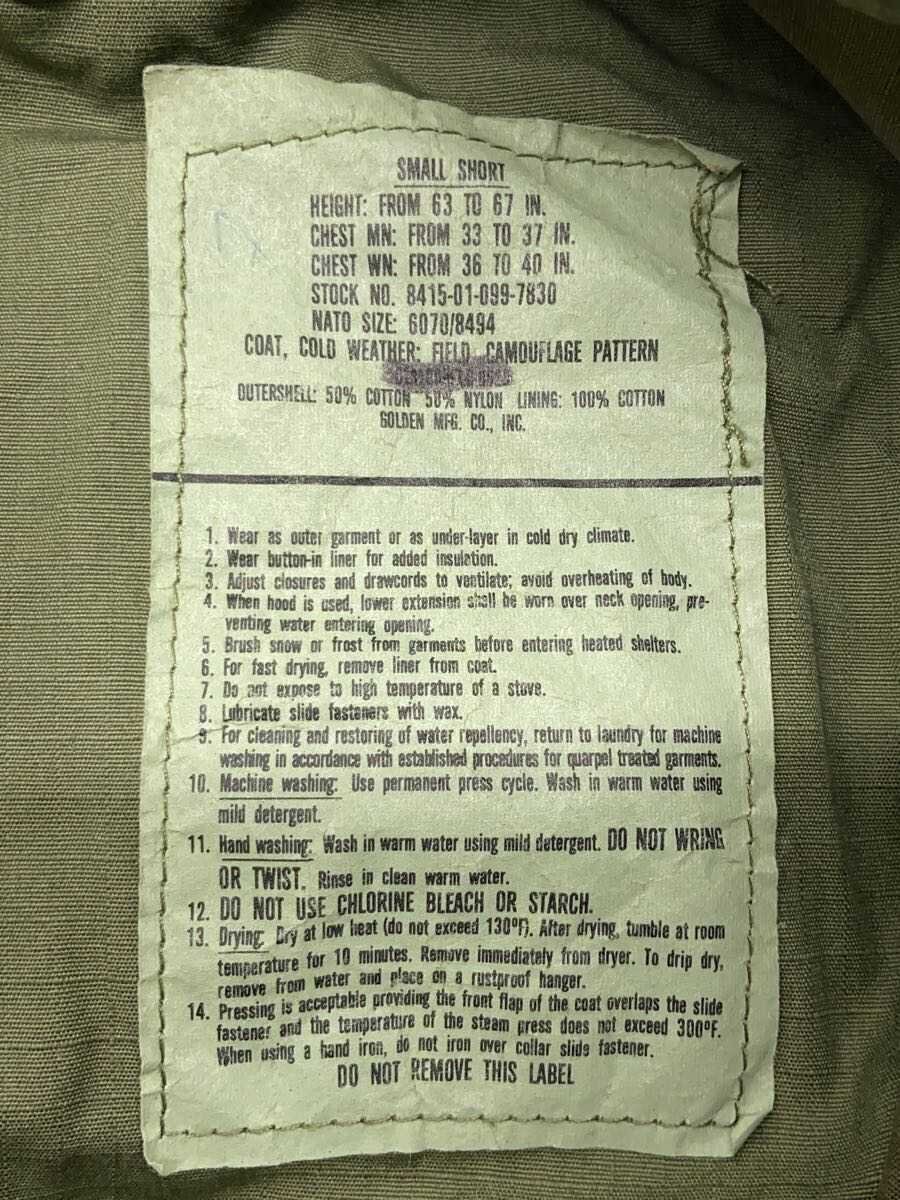 SMALL SHORT
HEIGHT: FROM 63 TO 67 IN.
CHEST MN: FROM 33 TO 37 IN.
CHEST WN: FROM 36 TO 40 IN.
STOCK NO. 8415-01-099-7830
NATO SIZE: 6070/8494
COAT, COLD WEATHER: FIELD, CAMOUFLAGE PATTERN
OUTERSHELL: 50% COTTON 50% NYLON LINING: 100% COTTON
GOLDEN MFG. CO., INC.
1. Wear as outer garment or as under-layer in cold dry climate.
2. Wear button-in liner for added insulation.
3. Adjust closures and drawcords to ventilate; avoid overheating of body.
4. When hood is used, lower extension shall be worn over neck opening, pre-
venting water entering opening.
5. Brush snow or frost from garments before entering heated shelters.
6. For fast drying, remove liner from coat.
7. Do not expose to high temperature of a stove.
8. Lubricate slide fasteners with wax.
9. For cleaning and restoring of water repellency, return to laundry for machine
washing in accordance with established procedures for quarpel treated garments.
10. Machine washing: Use permanent press cycle. Wash in warm water using
mild detergent.
11. Hand washing: Wash in warm water using mild detergent. DO NOT WRING
OR TWIST. Rinse in clean warm water.
12. DO NOT USE CHLORINE BLEACH OR STARCH.
13. Drying: Dry at low heat (do not exceed 130°F). After drying, tumble at room
temperature for 10 minutes. Remove immediately from dryer. To drip dry,
remove from water and place on a rustproof hanger.
14. Pressing is acceptable providing the front flap of the coat overlaps the slide
fastener and the temperature of the steam press does not exceed 300°F.
When using a hand iron, do not iron over collar slide fastener.
DO NOT REMOVE THIS LABEL